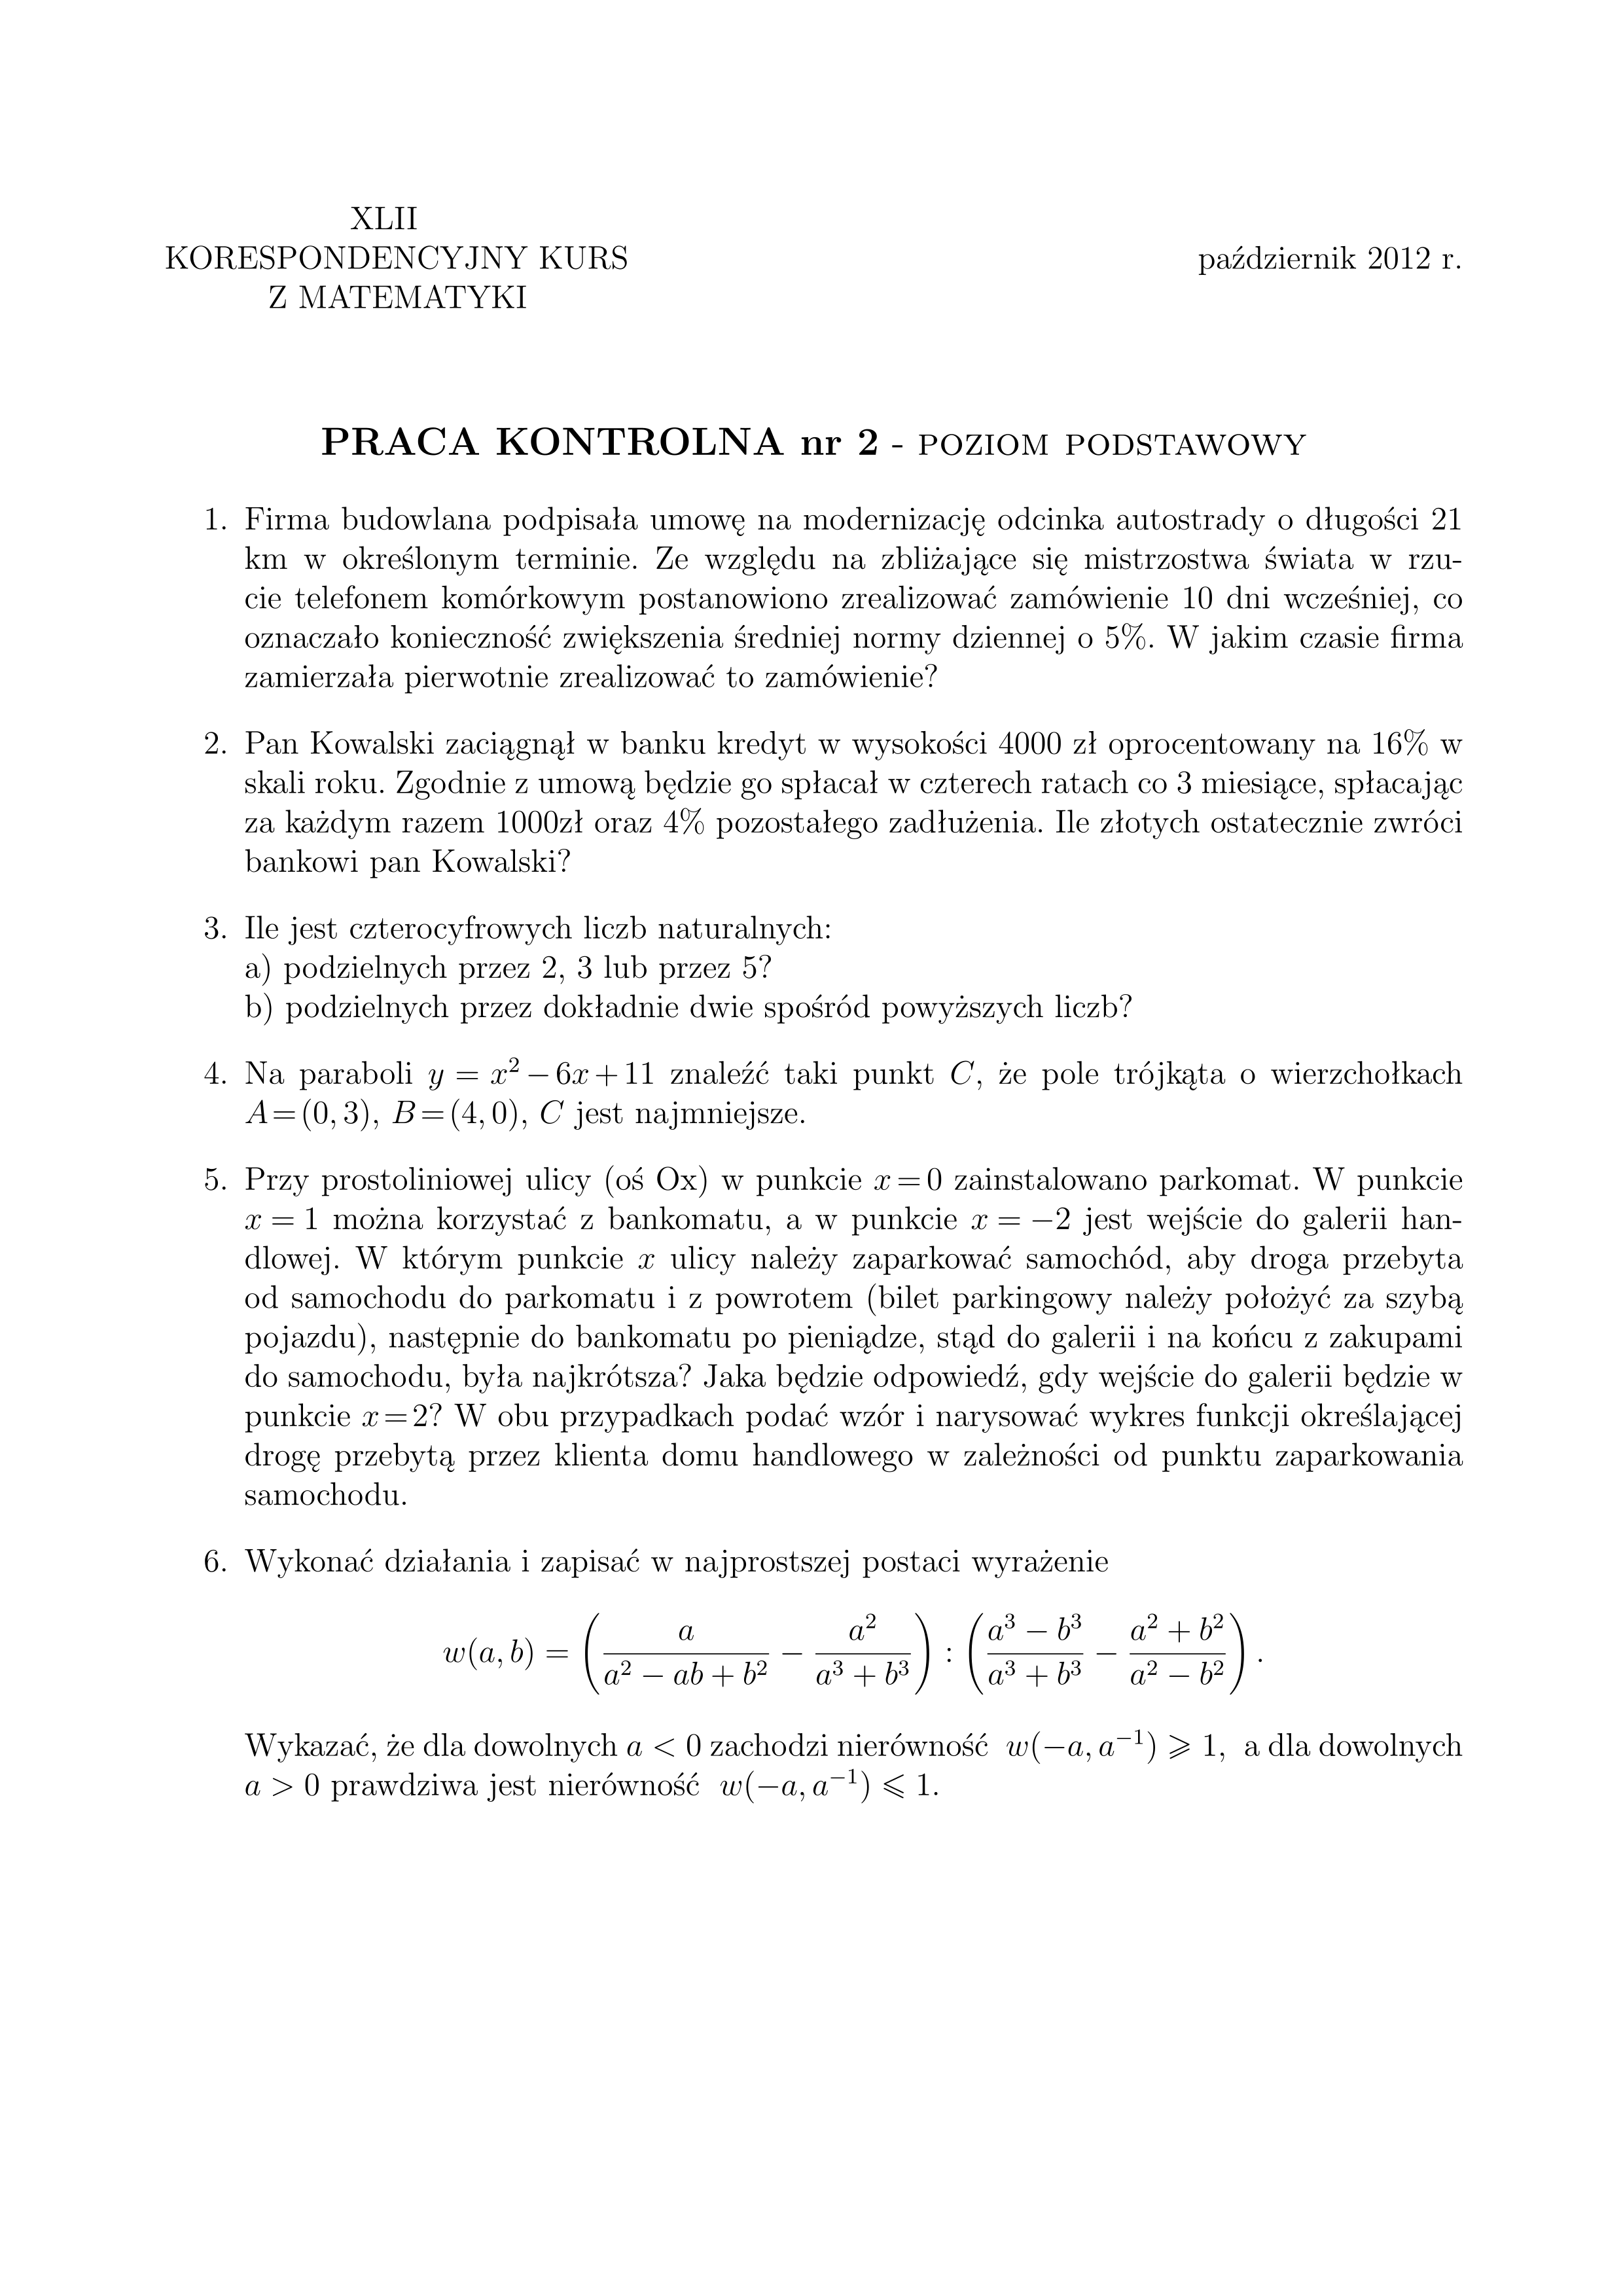 XLII
KORESPONDENCYJNY KURS
Z MATEMATYKI
październik 2012 r.
PRACA KONTROLNA nr 2 - POZIOM PODSTAWOWY
1. Firma budowlana podpisała umowę na modernizację odcinka autostrady o długości 21
km w określonym terminie. Ze względu na zbliżające się mistrzostwa świata w rzu-
cie telefonem komórkowym postanowiono zrealizować zamówienie 10 dni wcześniej, co
oznaczało konieczność zwiększenia średniej normy dziennej o 5%. W jakim czasie firma
zamierzała pierwotnie zrealizować to zamówienie?
2. Pan Kowalski zaciągnął w banku kredyt w wysokości 4000 zł oprocentowany na 16% w
skali roku. Zgodnie z umową będzie go spłacał w czterech ratach co 3 miesiące, spłacając
za każdym razem 1000zł oraz 4% pozostałego zadłużenia. Ile złotych ostatecznie zwróci
bankowi pan Kowalski?
3. Ile jest czterocyfrowych liczb naturalnych:
a) podzielnych przez 2, 3 lub przez 5?
b) podzielnych przez dokładnie dwie spośród powyższych liczb?
4. Na paraboli $y = x^2 - 6x + 11$ znaleźć taki punkt $C$, że pole trójkąta o wierzchołkach
$A = (0, 3)$, $B = (4, 0)$, $C$ jest najmniejsze.
5. Przy prostoliniowej ulicy (oś Ox) w punkcie $x = 0$ zainstalowano parkomat. W punkcie
$x = 1$ można korzystać z bankomatu, a w punkcie $x = -2$ jest wejście do galerii han-
dlowej. W którym punkcie $x$ ulicy należy zaparkować samochód, aby droga przebyta
od samochodu do parkomatu i z powrotem (bilet parkingowy należy położyć za szybą
pojazdu), następnie do bankomatu po pieniądze, stąd do galerii i na końcu z zakupami
do samochodu, była najkrótsza? Jaka będzie odpowiedź, gdy wejście do galerii będzie w
punkcie $x = 2$? W obu przypadkach podać wzór i narysować wykres funkcji określającej
drogę przebytą przez klienta domu handlowego w zależności od punktu zaparkowania
samochodu.
6. Wykonać działania i zapisać w najprostszej postaci wyrażenie
$w(a, b) = \left( \frac{a}{a^2 - ab + b^2} - \frac{a^2}{a^3 + b^3} \right) : \left( \frac{a^3 - b^3}{a^3 + b^3} - \frac{a^2 + b^2}{a^2 - b^2} \right).$
Wykazać, że dla dowolnych $a < 0$ zachodzi nierówność $w(-a, a^{-1}) \geqslant 1$, a dla dowolnych
$a > 0$ prawdziwa jest nierówność $w(-a, a^{-1}) \leqslant 1$.